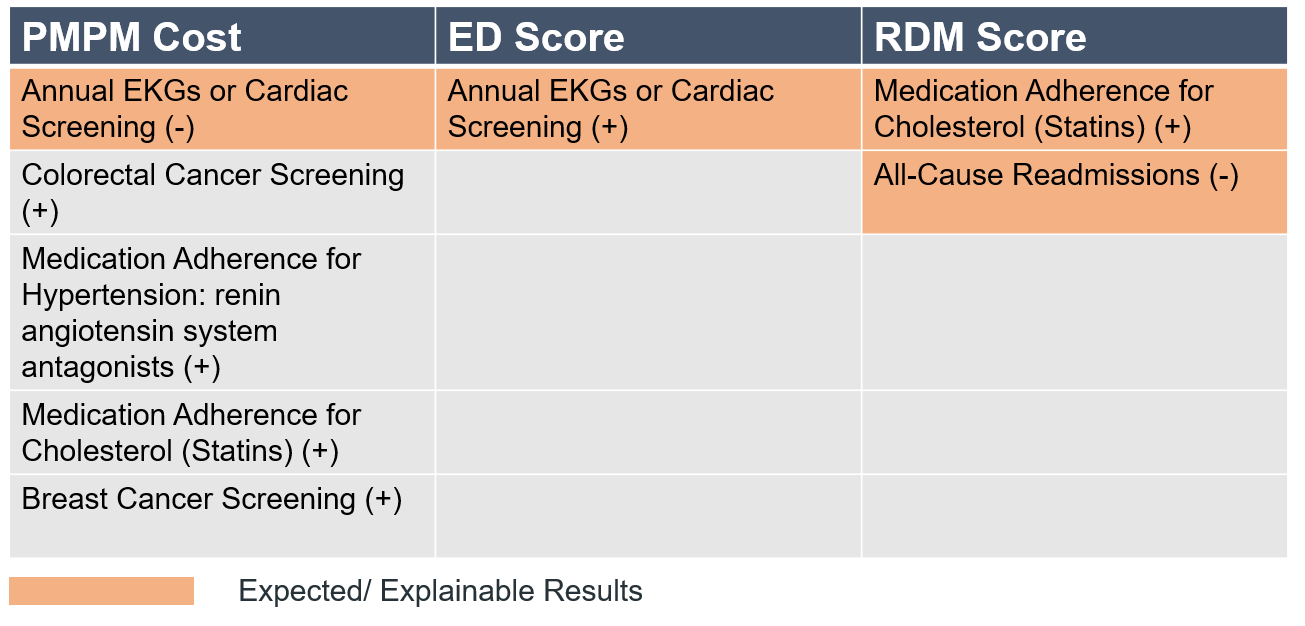 PMPM Cost
ED Score
RDM Score
Annual EKGs or Cardiac
Screening (-)
Annual EKGs or Cardiac
Screening (+)
Medication Adherence for
Cholesterol (Statins) (+)
Colorectal Cancer Screening
(+)
All-Cause Readmissions (-)
Medication Adherence for
Hypertension: renin
angiotensin system
antagonists (+)
Medication Adherence for
Cholesterol (Statins) (+)
Breast Cancer Screening (+)
Expected/ Explainable Results